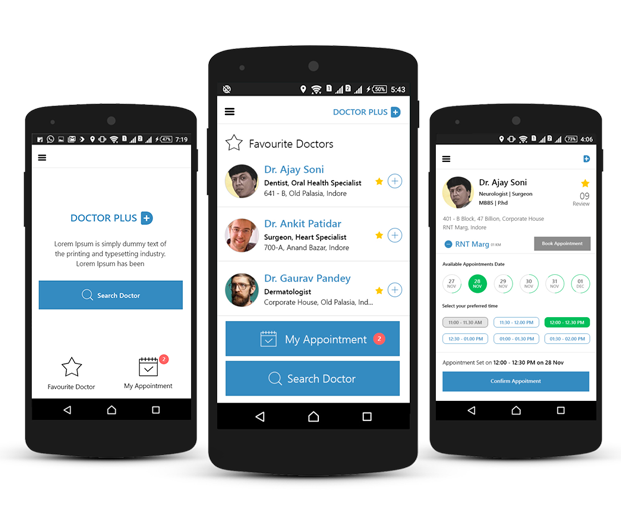 47%
7:19
DOCTOR PLUS
Lorem Ipsum is simply dummy text of
the printing and typesetting industry.
Lorem Ipsum has been
Search Doctor
Favourite Doctor
2
My Appointment
50%
5:43
DOCTOR PLUS
Favourite Doctors
Dr. Ajay Soni
Dentist, Oral Health Specialist
641 - B, Old Palasia, Indore
Dr. Ankit Patidar
Surgeon, Heart Specialist
700-A, Anand Bazar, Indore
Dr. Gaurav Pandey
Dermatologist
Corporate House, Old Palasia, Ind...
My Appointment 2
Search Doctor
73%
4:06
Dr. Ajay Soni
Neurologist | Surgeon
MBBS | Phd
09
Review
401 - B Block, 47 Billion, Corporate House
RNT Marg, Indore
RNT Marg
Book Appointment
Available Appointments Date
27 NOV
28 NOV
29 NOV
30 NOV
31 NOV
01 DEC
Select your preferred time
11:00 - 11.30 AM
11:30 - 12:00 PM
12:00 - 12.30 PM
12:30 - 01:00 PM
01:00 - 01.30 PM
01:30 - 02:00 PM
Appointment Set on 12:00 - 12:30 PM on 28 Nov
Confirm Appoitment